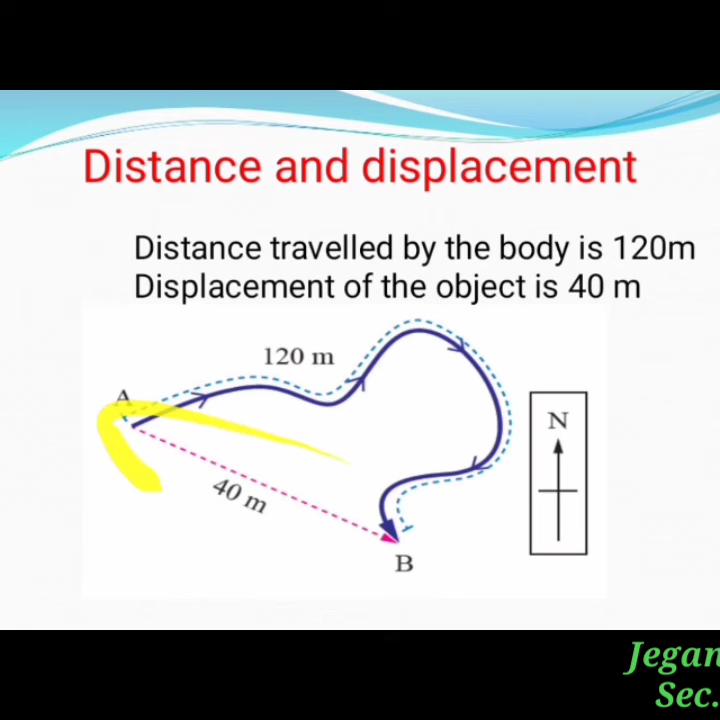 Distance and displacement
Distance travelled by the body is 120m
Displacement of the object is 40 m
120 m
A
N
40 m
B
Jegan
Sec.